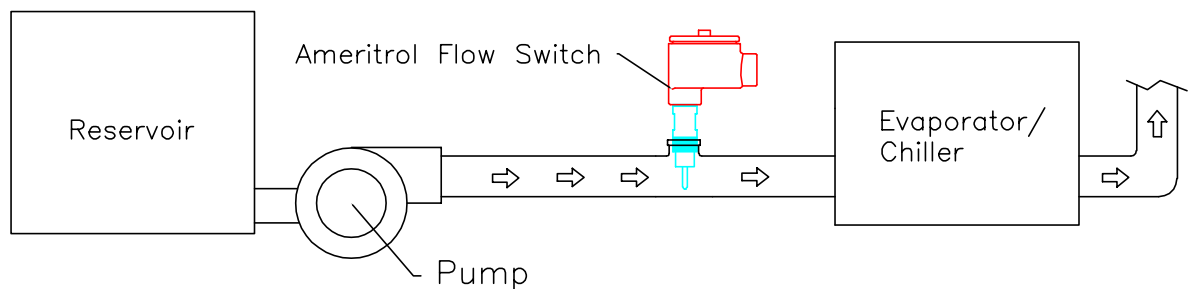 Ameritrol Flow Switch
Reservoir
Evaporator/
Chiller
Pump